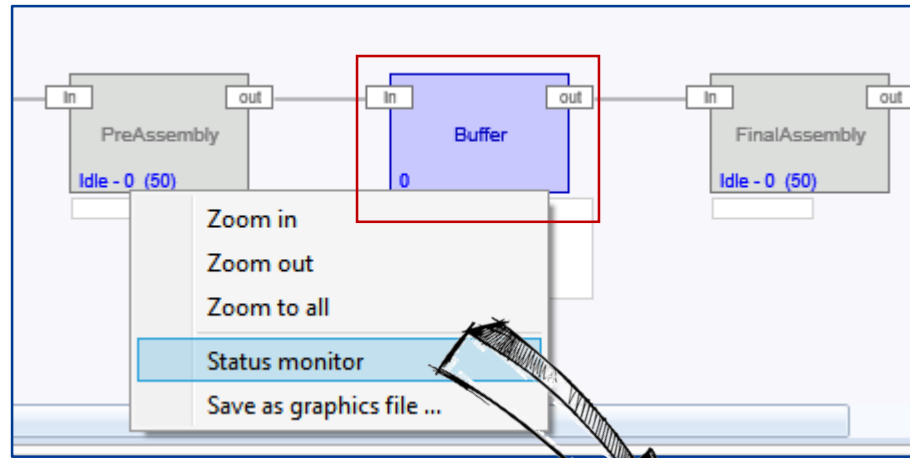 In
out
In
out
In
out
PreAssembly
Buffer
FinalAssembly
Idle - 0 (50)
0
Idle - 0 (50)
Zoom in
Zoom out
Zoom to all
Status monitor
Save as graphics file ...